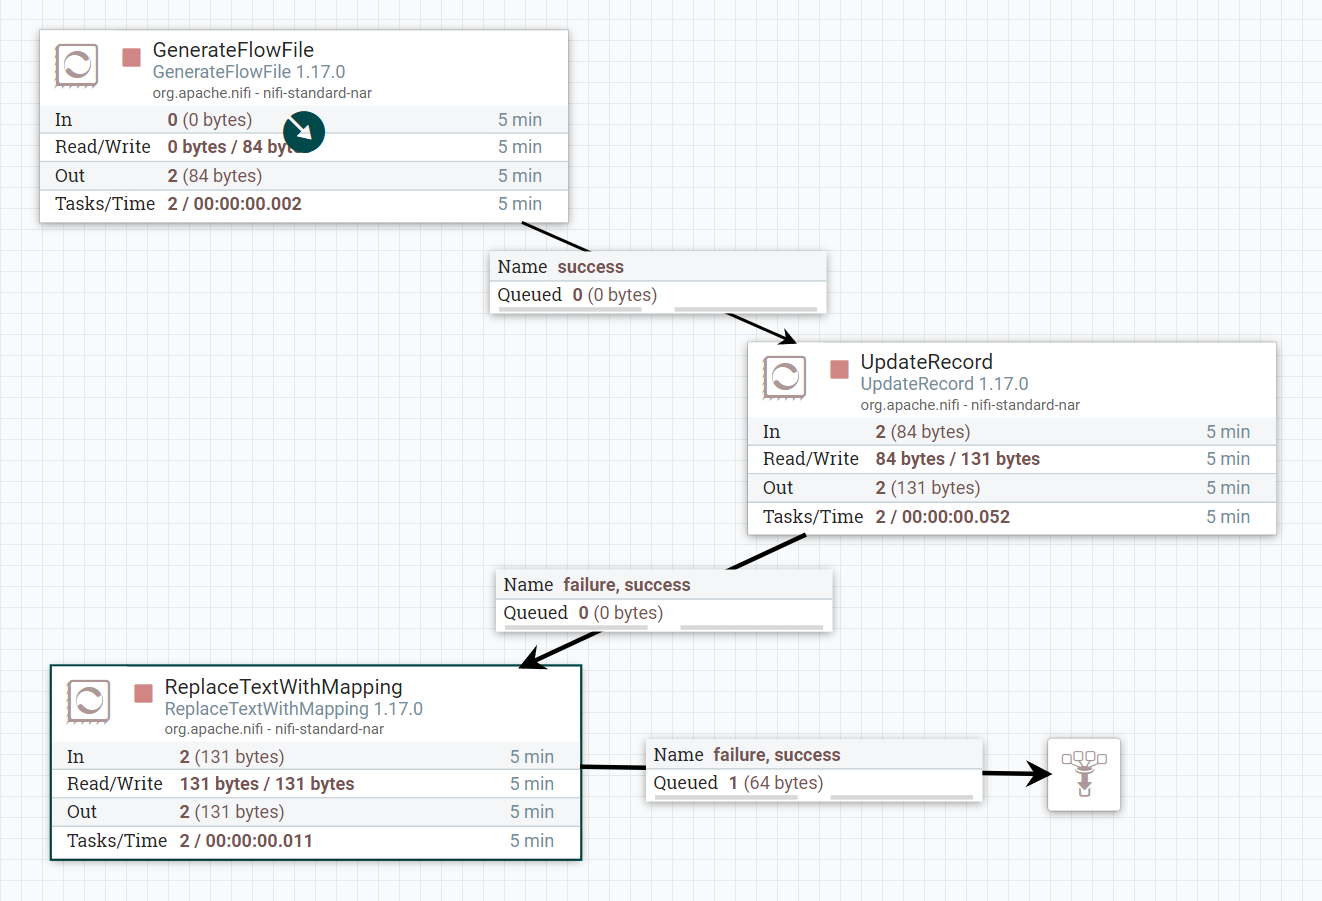 GenerateFlowFile
GenerateFlowFile 1.17.0
org.apache.nifi - nifi-standard-nar
In 0 (0 bytes) 5 min
Read/Write 0 bytes / 84 5 min
Out 2 (84 bytes) 5 min
Tasks/Time 2 / 00:00:00.002 5 min
Name success
Queued 0 (0 bytes)
UpdateRecord
UpdateRecord 1.17.0
org.apache.nifi - nifi-standard-nar
In 2 (84 bytes) 5 min
Read/Write 84 bytes / 131 bytes 5 min
Out 2 (131 bytes) 5 min
Tasks/Time 2 / 00:00:00.052 5 min
Name failure, success
Queued 0 (0 bytes)
ReplaceTextWithMapping
ReplaceTextWithMapping 1.17.0
org.apache.nifi - nifi-standard-nar
In 2 (131 bytes) 5 min
Read/Write 131 bytes / 131 bytes 5 min
Out 2 (131 bytes) 5 min
Tasks/Time 2 / 00:00:00.011 5 min
Name failure, success
Queued 1 (64 bytes)